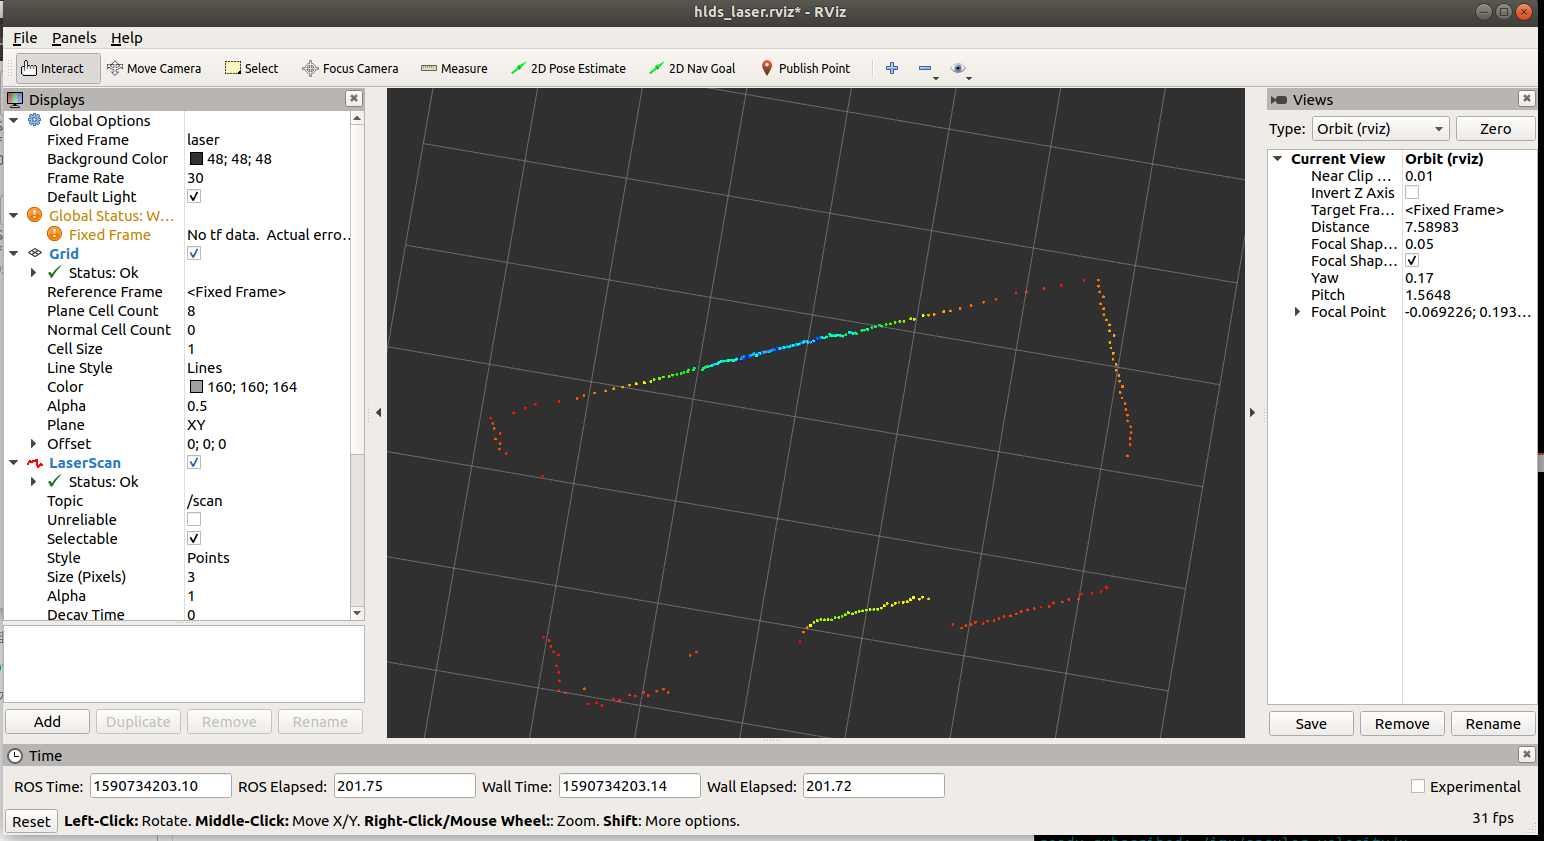 hlds_laser.rviz* - RViz
File Panels Help
Interact Move Camera Select Focus Camera Measure 2D Pose Estimate 2D Nav Goal Publish Point
Displays
Global Options
Fixed Frame laser
Background Color 48; 48; 48
Frame Rate 30
Default Light
Global Status: W...
Fixed Frame No tf data. Actual erro...
Grid
Status: Ok
Reference Frame <Fixed Frame>
Plane Cell Count 8
Normal Cell Count 0
Cell Size 1
Line Style Lines
Color 160; 160; 164
Alpha 0.5
Plane XY
Offset 0; 0; 0
LaserScan
Status: Ok
Topic /scan
Unreliable
Selectable
Style Points
Size (Pixels) 3
Alpha 1
Decay Time 0
Add Duplicate Remove Rename
Views
Type: Orbit (rviz) Zero
Current View Orbit (rviz)
Near Clip ... 0.01
Invert Z Axis
Target Fra... <Fixed Frame>
Distance 7.58983
Focal Shap... 0.05
Focal Shap...
Yaw 0.17
Pitch 1.5648
Focal Point -0.069226; 0.193...
Save Remove Rename
Time
ROS Time: 1590734203.10 ROS Elapsed: 201.75 Wall Time: 1590734203.14 Wall Elapsed: 201.72 Experimental
Reset Left-Click: Rotate. Middle-Click: Move X/Y. Right-Click/Mouse Wheel:: Zoom. Shift: More options. 31 fps